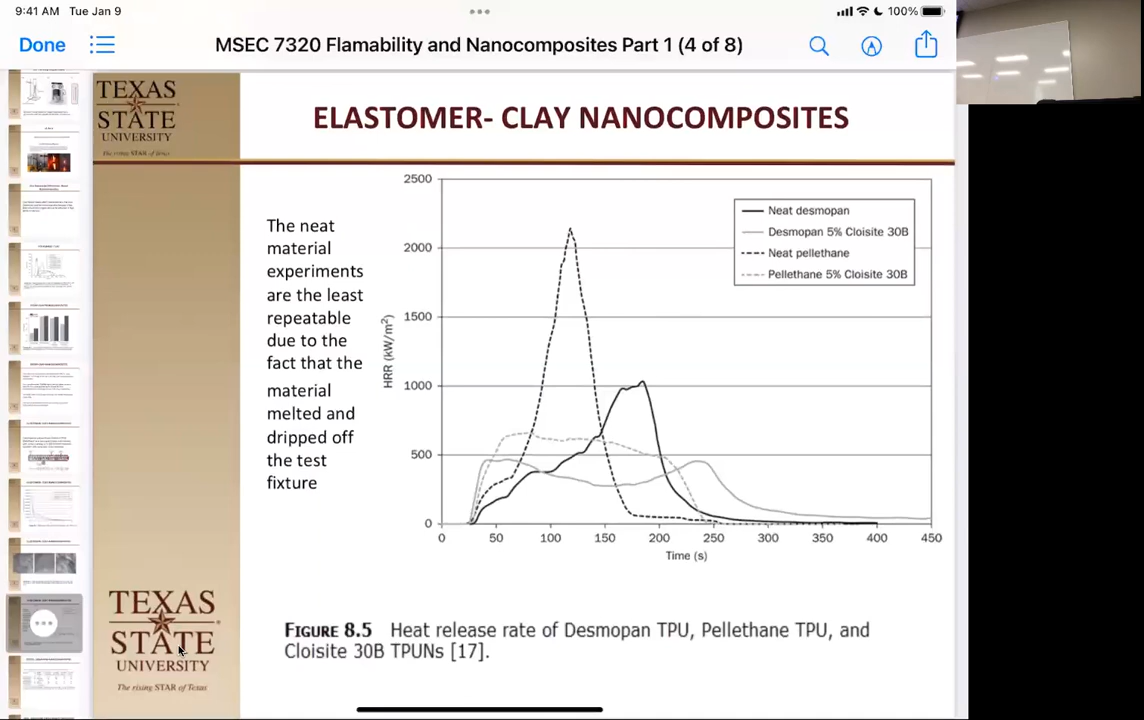 9:41 AM Tue Jan 9
100%
Done
MSEC 7320 Flamability and Nanocomposites Part 1 (4 of 8)
TEXAS
STATE
UNIVERSITY
The rising STAR of Texas
ELASTOMER- CLAY NANOCOMPOSITES
The neat
material
experiments
are the least
repeatable
due to the
fact that the
material
melted and
dripped off
the test
fixture
HRR (kW/m²)
2500
2000
1500
1000
500
0
0 50 100 150 200 250 300 350 400 450
Time (s)
Neat desmopan
Desmopan 5% Cloisite 30B
Neat pellethane
Pellethane 5% Cloisite 30B
TEXAS
STATE
UNIVERSITY
The rising STAR of Texas
FIGURE 8.5 Heat release rate of Desmopan TPU, Pellethane TPU, and
Cloisite 30B TPUNs [17].